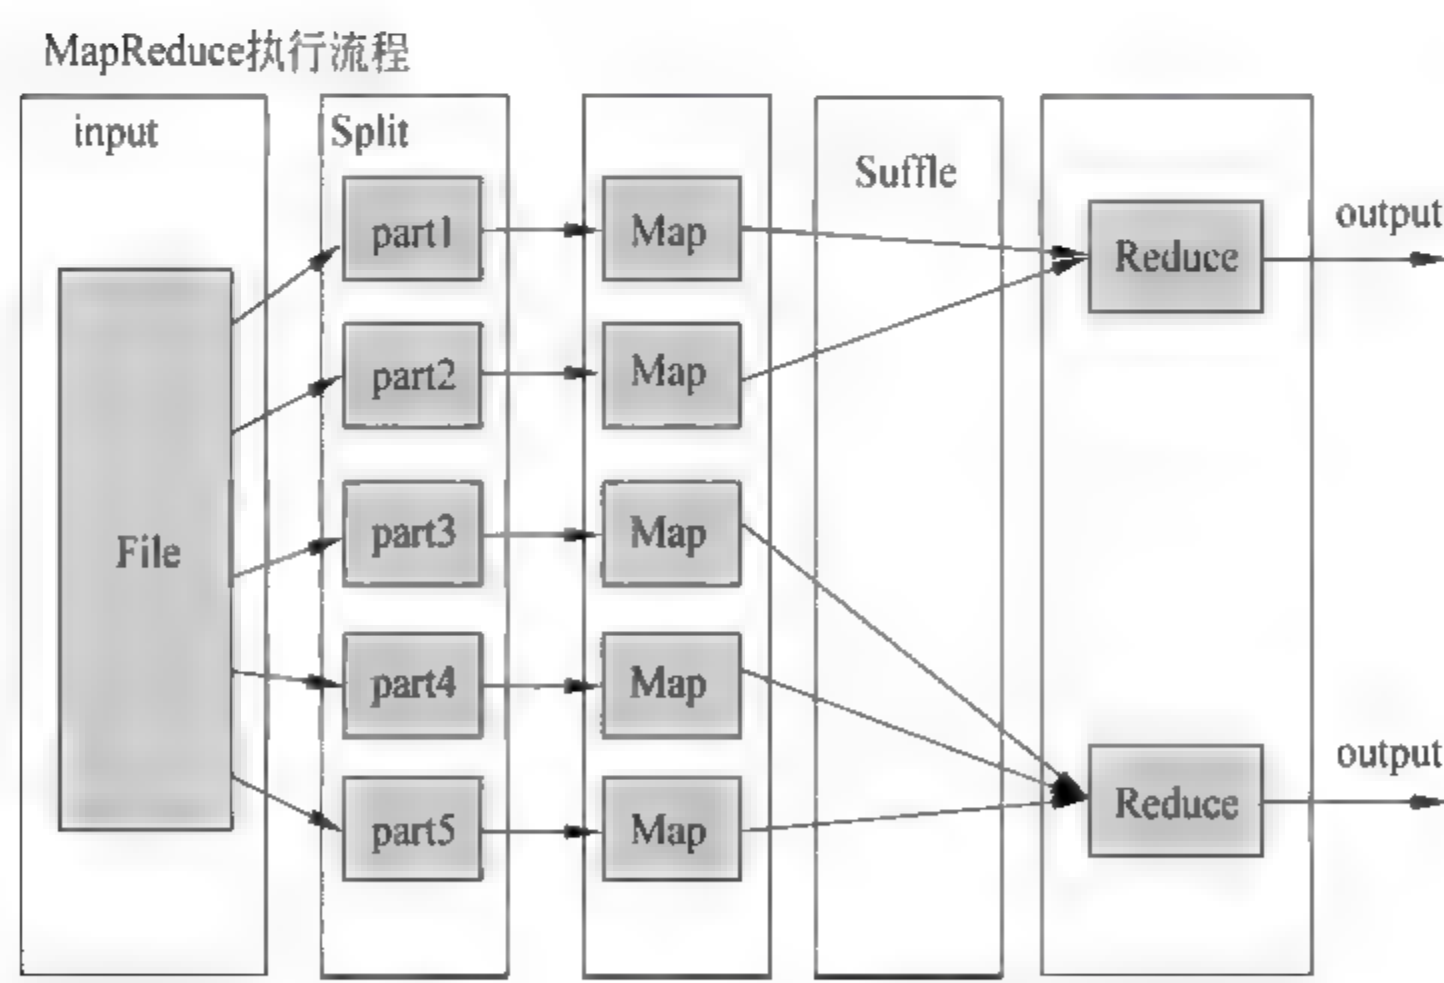 MapReduce执行流程
input
Split
Suffle
File
part1
part2
part3
part4
part5
Map
Map
Map
Map
Map
Reduce
Reduce
output
output